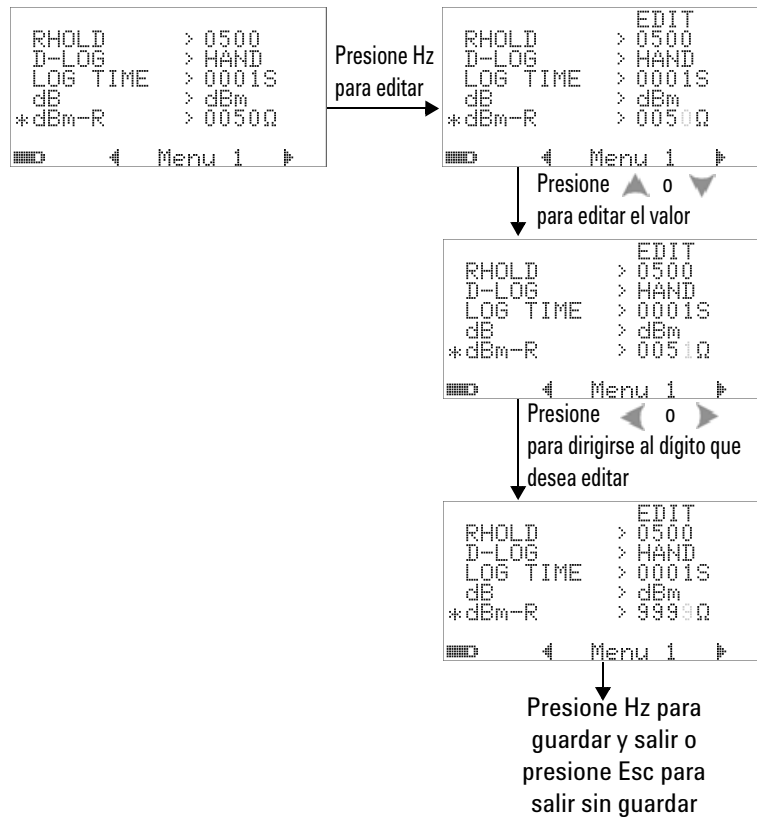 RHOLD > 0500
D-LOG > HAND
LOG TIME > 0001S
dB > dBm
*dBm-R > 0050Ω
Menu 1
Presione Hz
para editar
EDIT
RHOLD > 0500
D-LOG > HAND
LOG TIME > 0001S
dB > dBm
*dBm-R > 0050Ω
Menu 1
Presione o
para editar el valor
EDIT
RHOLD > 0500
D-LOG > HAND
LOG TIME > 0001S
dB > dBm
*dBm-R > 0051Ω
Menu 1
Presione o
para dirigirse al dígito que
desea editar
EDIT
RHOLD > 0500
D-LOG > HAND
LOG TIME > 0001S
dB > dBm
*dBm-R > 9999Ω
Menu 1
Presione Hz para
guardar y salir o
presione Esc para
salir sin guardar